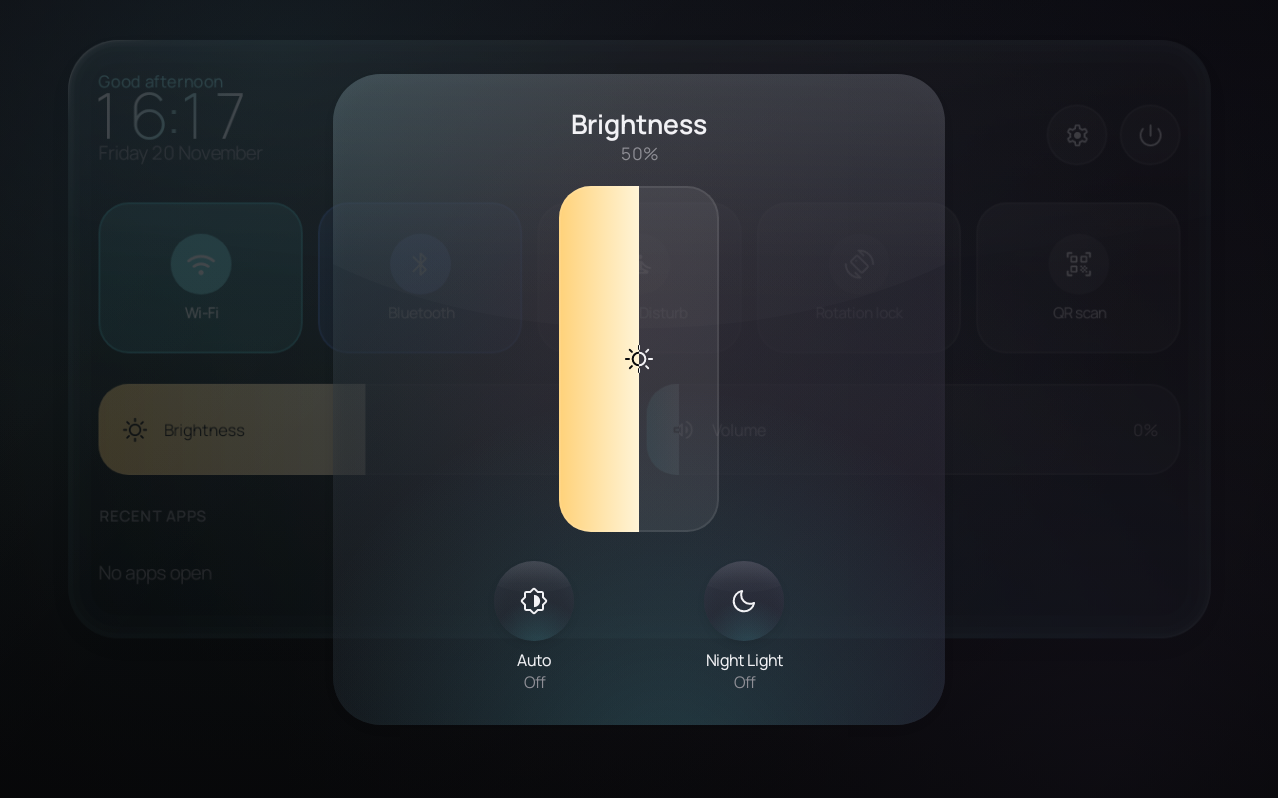 Good afternoon
16:17
Friday 20 November
Brightness
50%
Wi-Fi
Bluetooth
Disturb
Rotation lock
QR scan
Brightness
Volume
0%
RECENT APPS
No apps open
Auto
Off
Night Light
Off